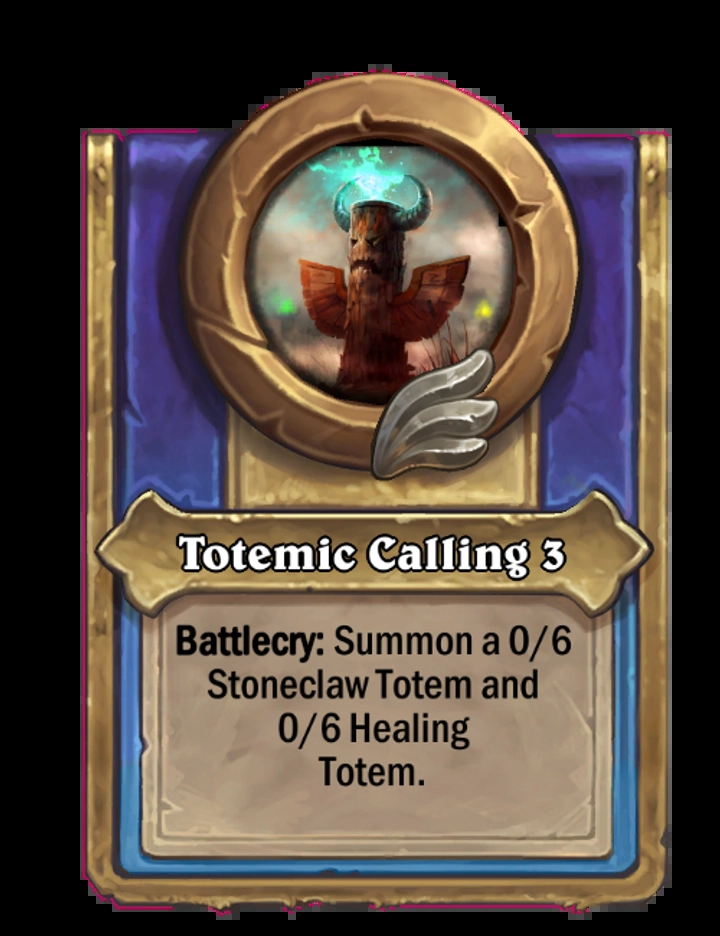 Totemic Calling 3
Battlecry: Summon a 0/6
Stoneclaw Totem and
0/6 Healing
Totem.